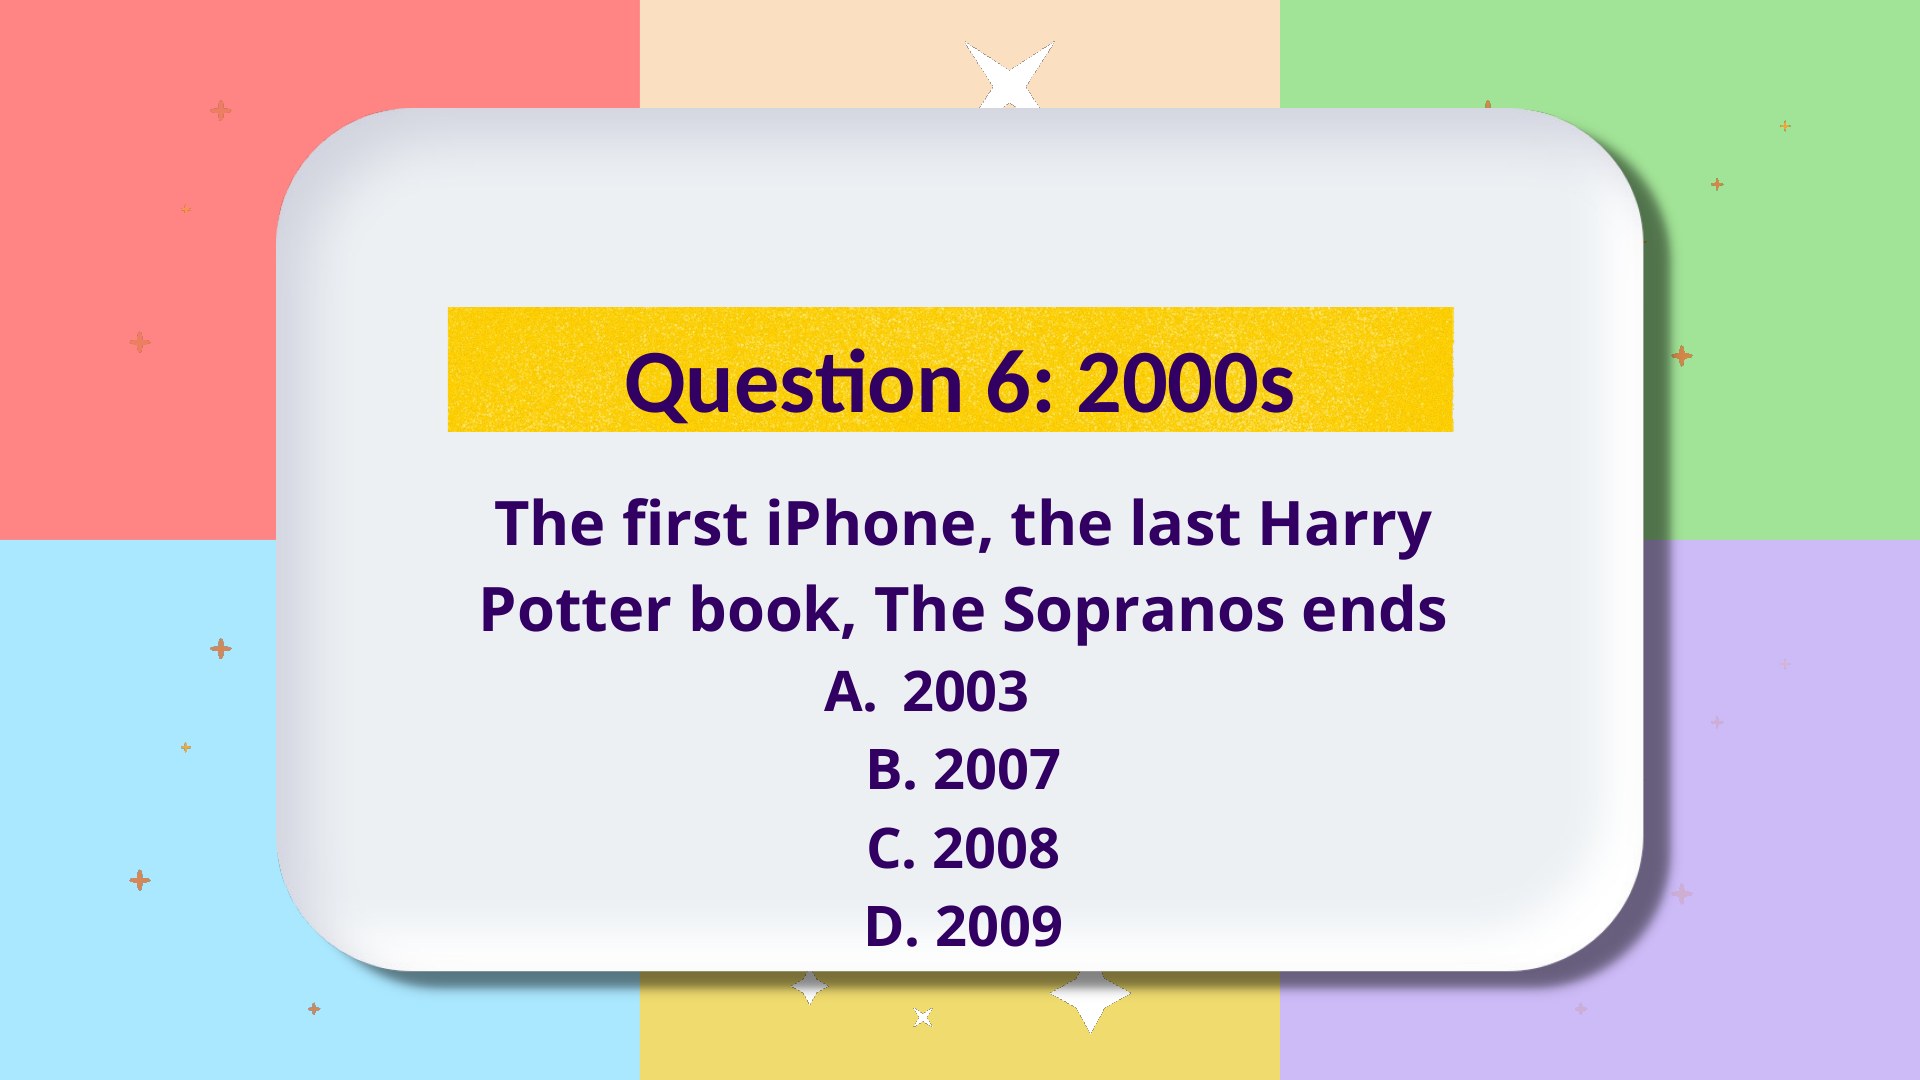 Question 6: 2000s
The first iPhone, the last Harry
Potter book, The Sopranos ends
A. 2003
B. 2007
C. 2008
D. 2009